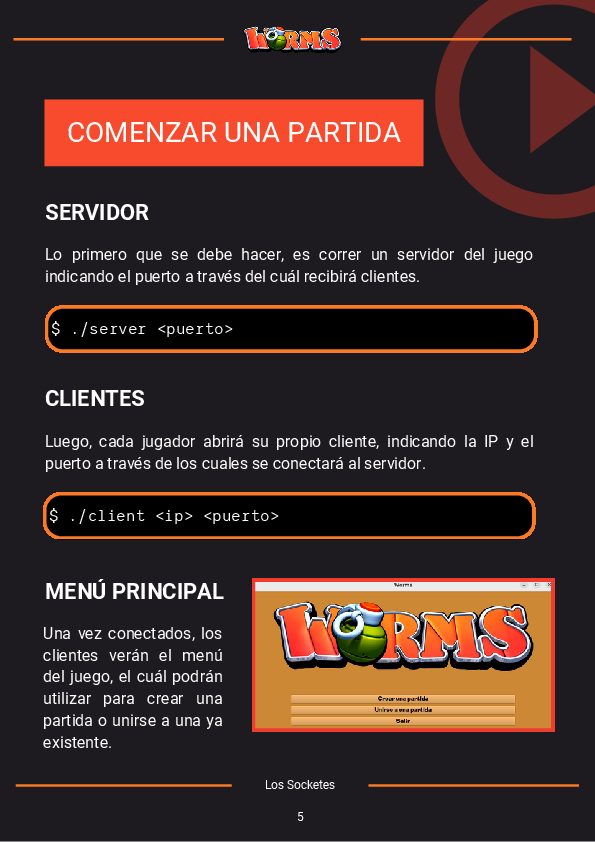 WORMS
COMENZAR UNA PARTIDA
SERVIDOR
Lo primero que se debe hacer, es correr un servidor del juego
indicando el puerto a través del cuál recibirá clientes.
$ ./server <puerto>
CLIENTES
Luego, cada jugador abrirá su propio cliente, indicando la IP y el
puerto a través de los cuales se conectará al servidor.
$ ./client <ip> <puerto>
MENÚ PRINCIPAL
Una vez conectados, los
clientes verán el menú
del juego, el cuál podrán
utilizar para crear una
partida o unirse a una ya
existente.
Worms
WORMS
Crear una partida
Unirse a una partida
Salir
Los Socketes
5